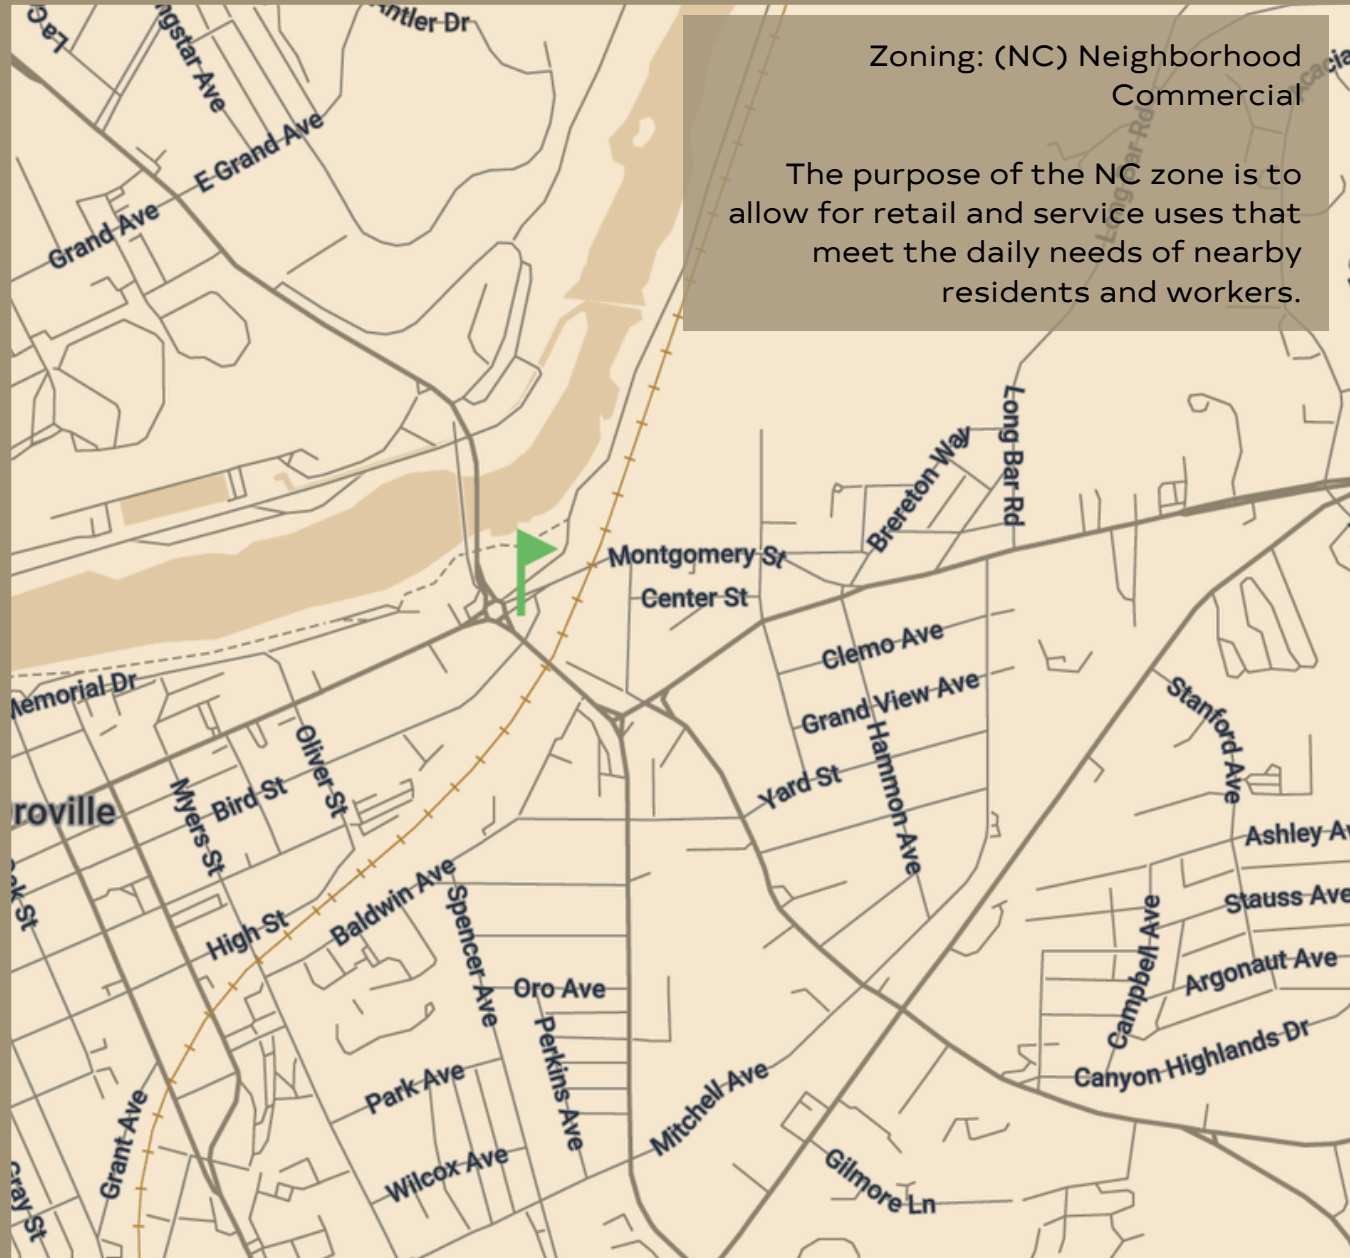 Zoning: (NC) Neighborhood
Commercial
The purpose of the NC zone is to
allow for retail and service uses that
meet the daily needs of nearby
residents and workers.
Antler Dr
E Grand Ave
Grand Ave
Long Bar Rd
Long Bar Rd
Brereton Way
Montgomery St
Center St
Clemo Ave
Grand View Ave
Hammon Ave
Yard St
Stanford Ave
Memorial Dr
Oliver St
Bird St
Myers St
roville
Ashley Av
Stauss Ave
Campbell Ave
Argonaut Ave
Canyon Highlands Dr
High St
Baldwin Ave
Spencer Ave
Oro Ave
Perkins Ave
Park Ave
Mitchell Ave
Grant Ave
Wilcox Ave
Gilmore Ln
Gray St